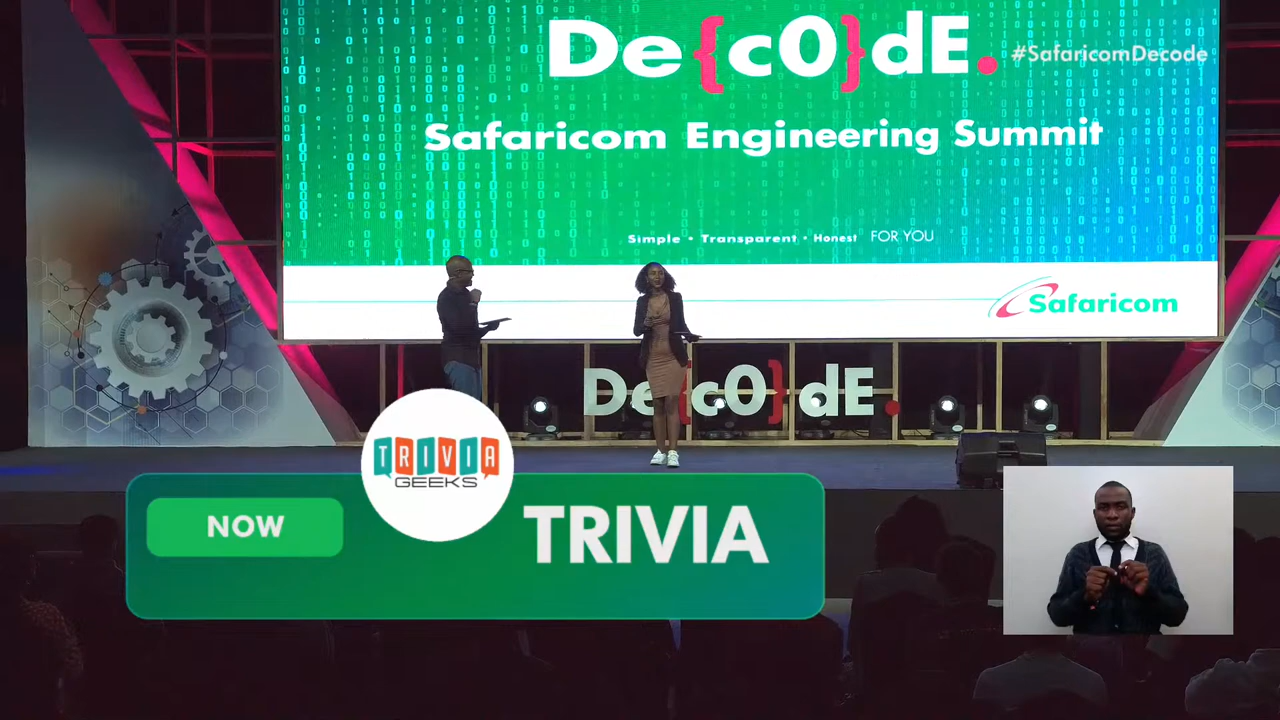 De{c0}dE.
#SafaricomDecode
Safaricom Engineering Summit
Simple • Transparent • Honest FOR YOU
Safaricom
De{c0}dE.
TRIVIA
GEEKS
NOW
TRIVIA